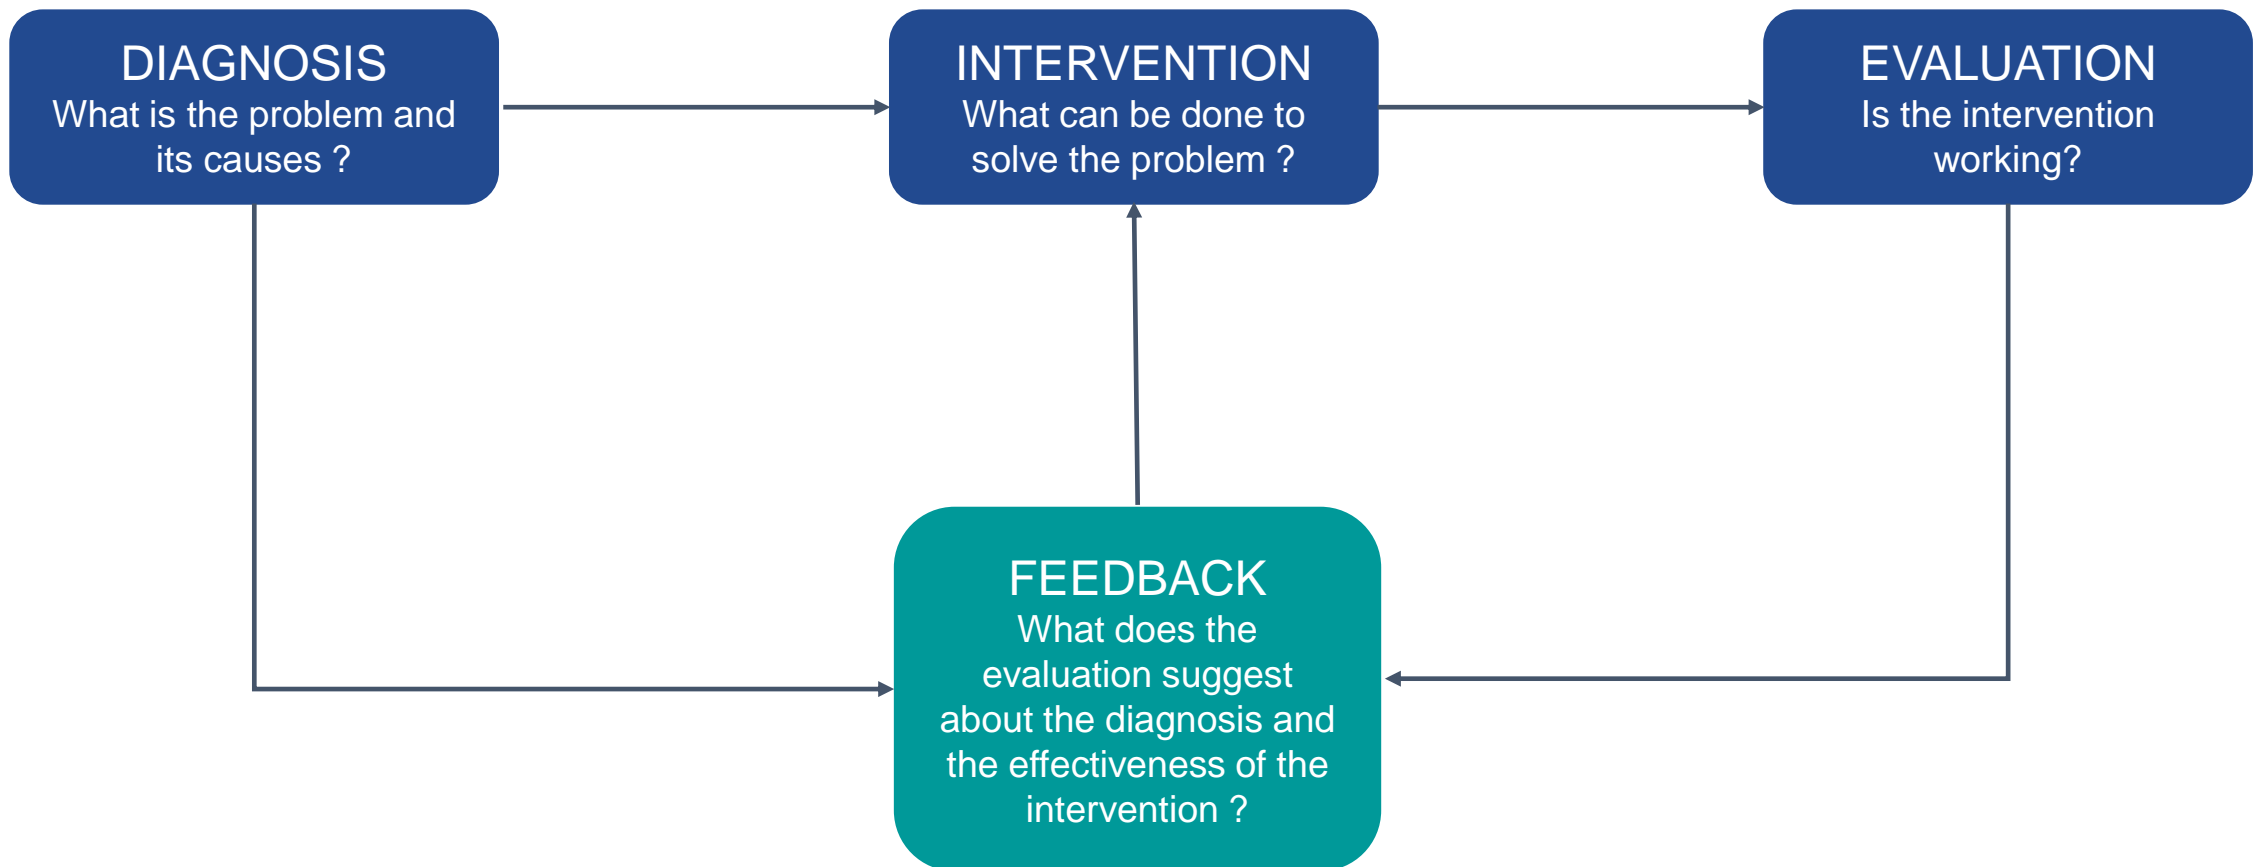 DIAGNOSIS
What is the problem and
its causes ?
INTERVENTION
What can be done to
solve the problem ?
EVALUATION
Is the intervention
working?
FEEDBACK
What does the
evaluation suggest
about the diagnosis and
the effectiveness of the
intervention ?